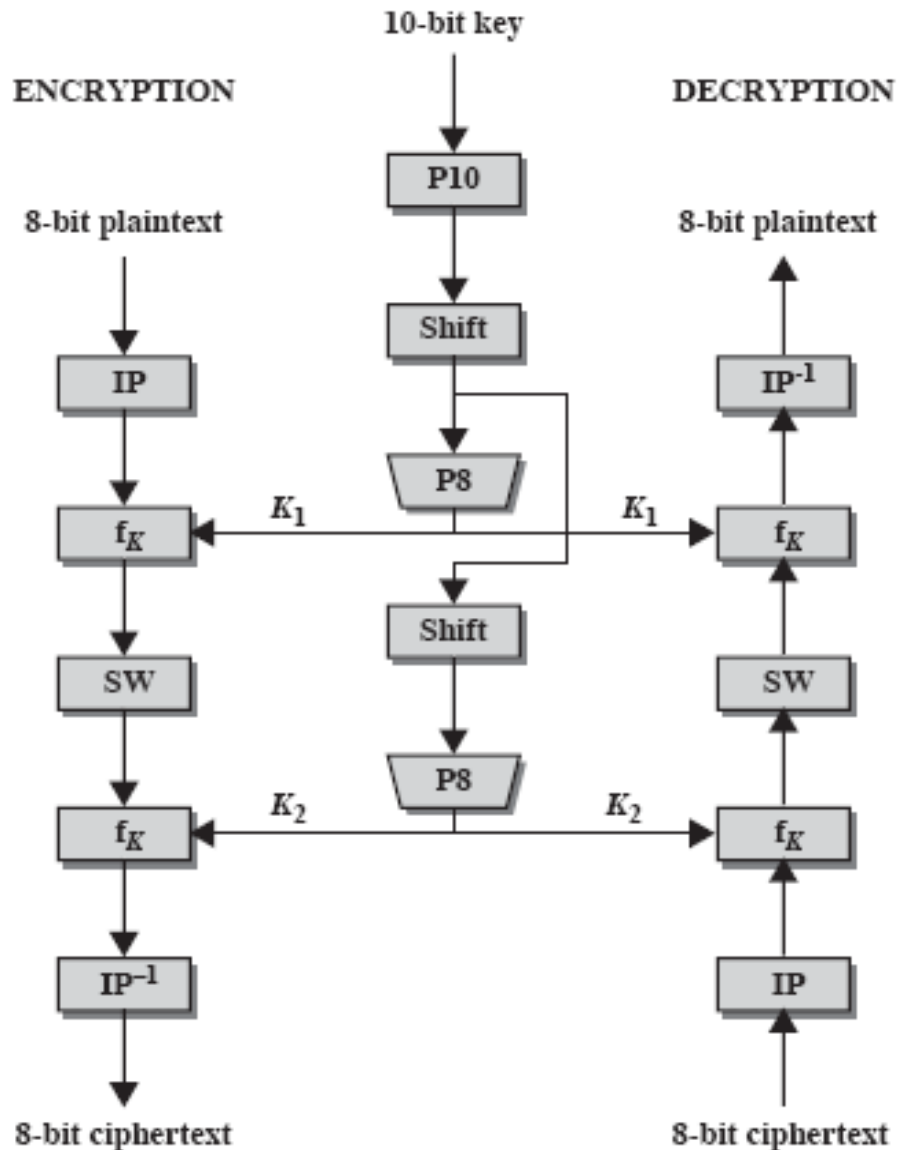 10-bit key
ENCRYPTION
DECRYPTION
P10
8-bit plaintext
8-bit plaintext
Shift
IP
IP-1
P8
K1
K1
fK
fK
Shift
SW
SW
P8
K2
K2
fK
fK
IP–1
IP
8-bit ciphertext
8-bit ciphertext